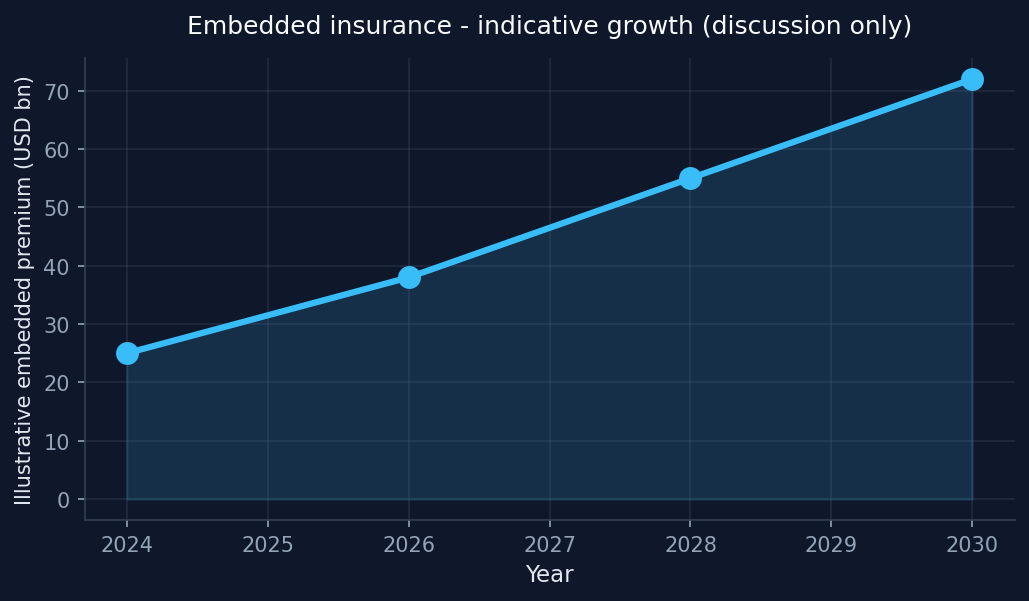 Embedded insurance - indicative growth (discussion only)
Illustrative embedded premium (USD bn)
70
60
50
40
30
20
10
0
2024 2025 2026 2027 2028 2029 2030
Year